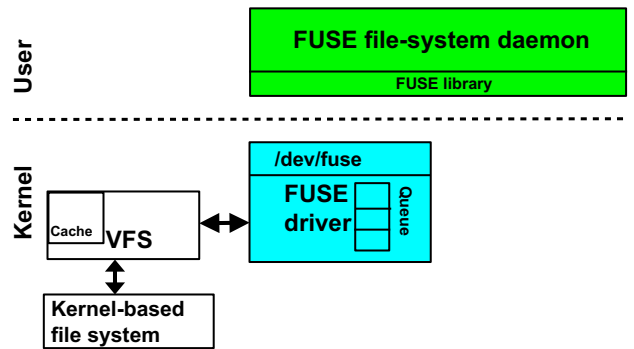 User
FUSE file-system daemon
FUSE library
Kernel
/dev/fuse
FUSE
driver
Queue
Cache
VFS
Kernel-based
file system